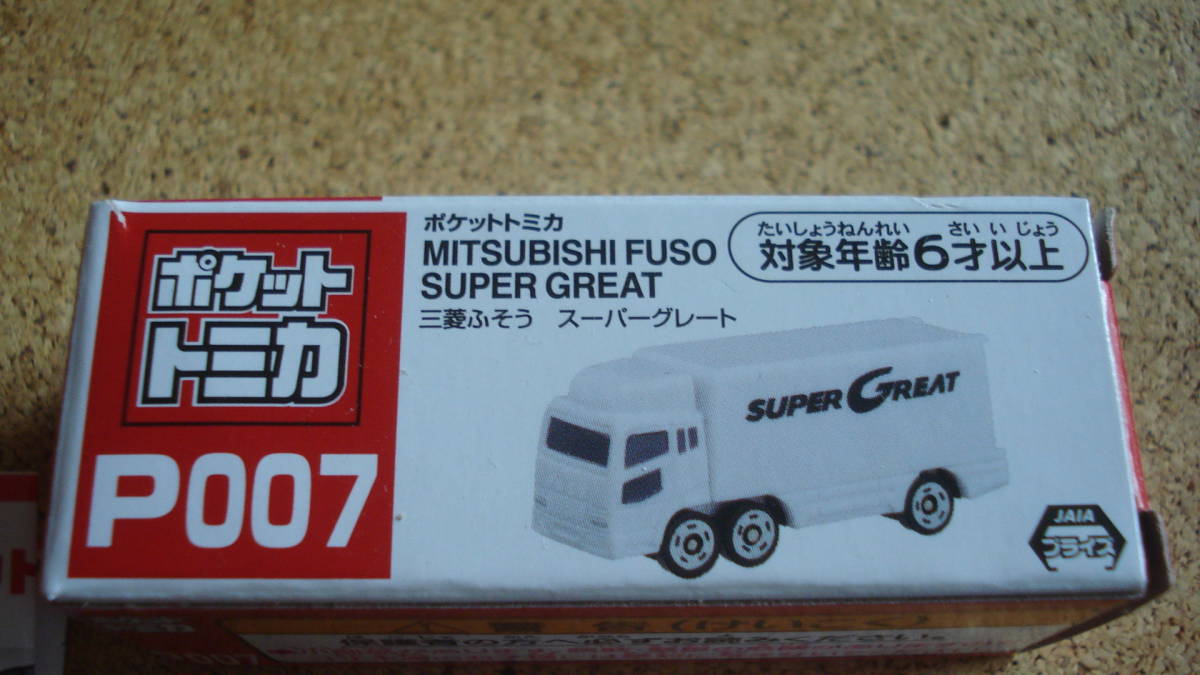 ポケット
トミカ
P007
ポケットトミカ
MITSUBISHI FUSO
SUPER GREAT
三菱ふそう スーパーグレート
たいしょうねんれい さい い じょう
対象年齢6才以上
SUPER GREAT
JAIA
プライズ